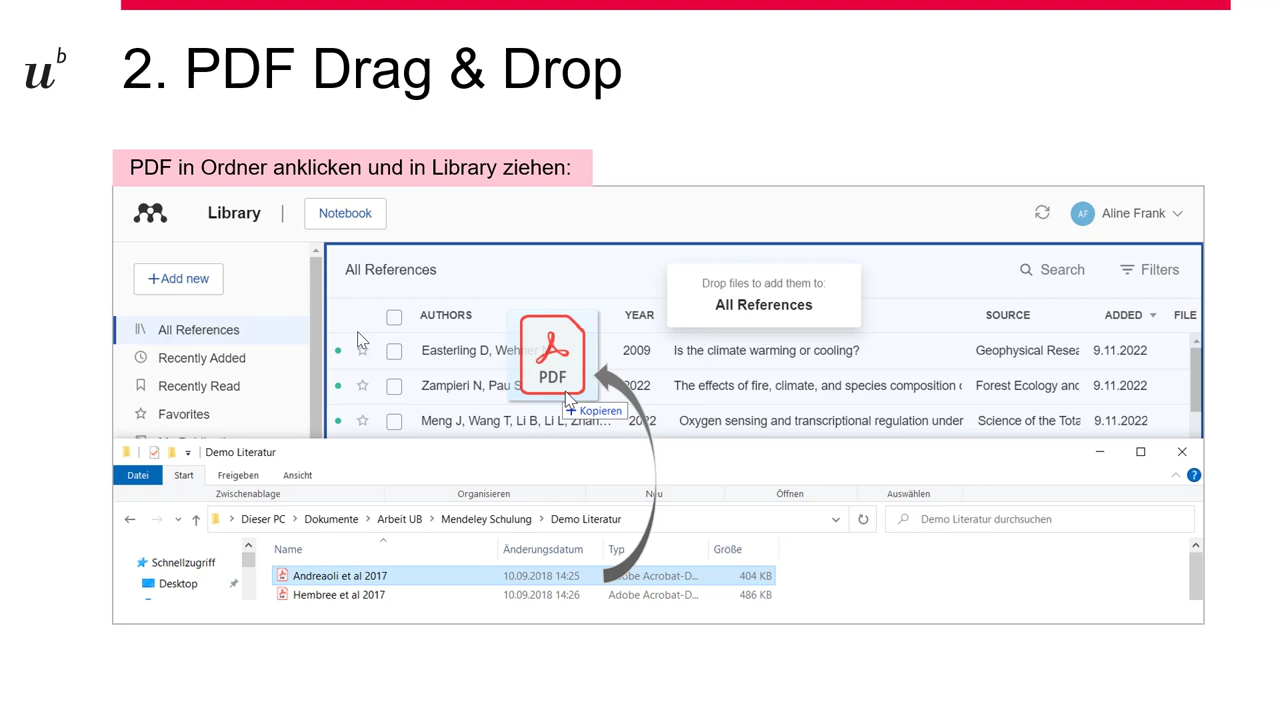 u b
2. PDF Drag & Drop
PDF in Ordner anklicken und in Library ziehen:
Library | Notebook
AF Aline Frank
+Add new
All References
Search Filters
Drop files to add them to:
All References
AUTHORS YEAR SOURCE ADDED FILE
All References
Recently Added
Recently Read
Favorites
Easterling D, 2009 Is the climate warming or cooling? Geophysical 9.11.2022
Zampieri N, Pau The effects of fire, climate, and species composition Forest Ecology and 9.11.2022
Meng J, Wang T, Li B, Li L, 2022 Oxygen sensing and transcriptional regulation under Science of the 9.11.2022
PDF
Kopieren
Demo Literatur
Datei Start Freigeben Ansicht
Zwischenablage Organisieren Neu Öffnen Auswählen
Dieser PC > Dokumente > Arbeit UB > Mendeley Schulung > Demo Literatur
Demo Literatur durchsuchen
Schnellzugriff
Desktop
Name Änderungsdatum Typ Größe
Andreaoli et al 2017 10.09.2018 14:25 Adobe Acrobat-D... 404 KB
Hembree et al 2017 10.09.2018 14:26 Adobe Acrobat-D... 486 KB